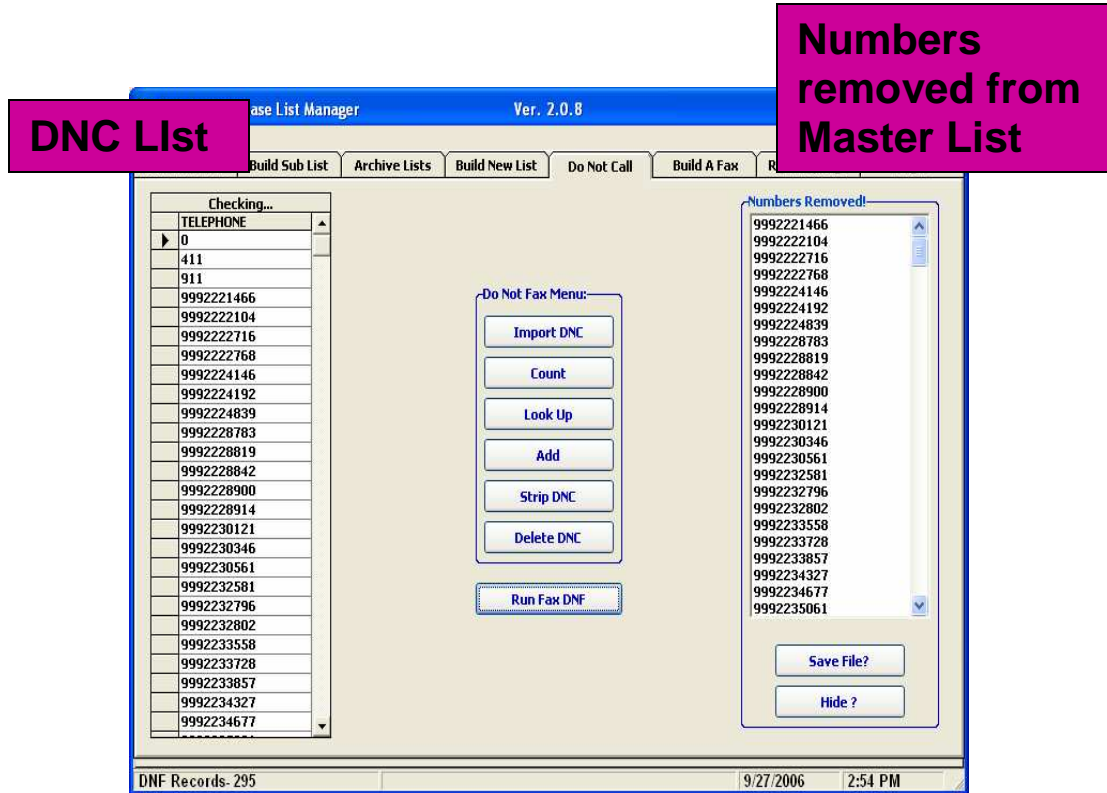 Numbers
removed from
Master List
DNC LIst
ase List Manager
Ver. 2.0.8
Build Sub List
Archive Lists
Build New List
Do Not Call
Build A Fax
R
Checking...
TELEPHONE
0
411
911
9992221466
9992222104
9992222716
9992222768
9992224146
9992224192
9992224839
9992228783
9992228819
9992228842
9992228900
9992228914
9992230121
9992230346
9992230561
9992232581
9992232796
9992232802
9992233558
9992233728
9992233857
9992234327
9992234677
Do Not Fax Menu:
Import DNC
Count
Look Up
Add
Strip DNC
Delete DNC
Run Fax DNF
Numbers Removed!
9992221466
9992222104
9992222716
9992222768
9992224146
9992224192
9992224839
9992228783
9992228819
9992228842
9992228900
9992228914
9992230121
9992230346
9992230561
9992232581
9992232796
9992232802
9992233558
9992233728
9992233857
9992234327
9992234677
9992235061
Save File?
Hide ?
DNF Records- 295
9/27/2006
2:54 PM